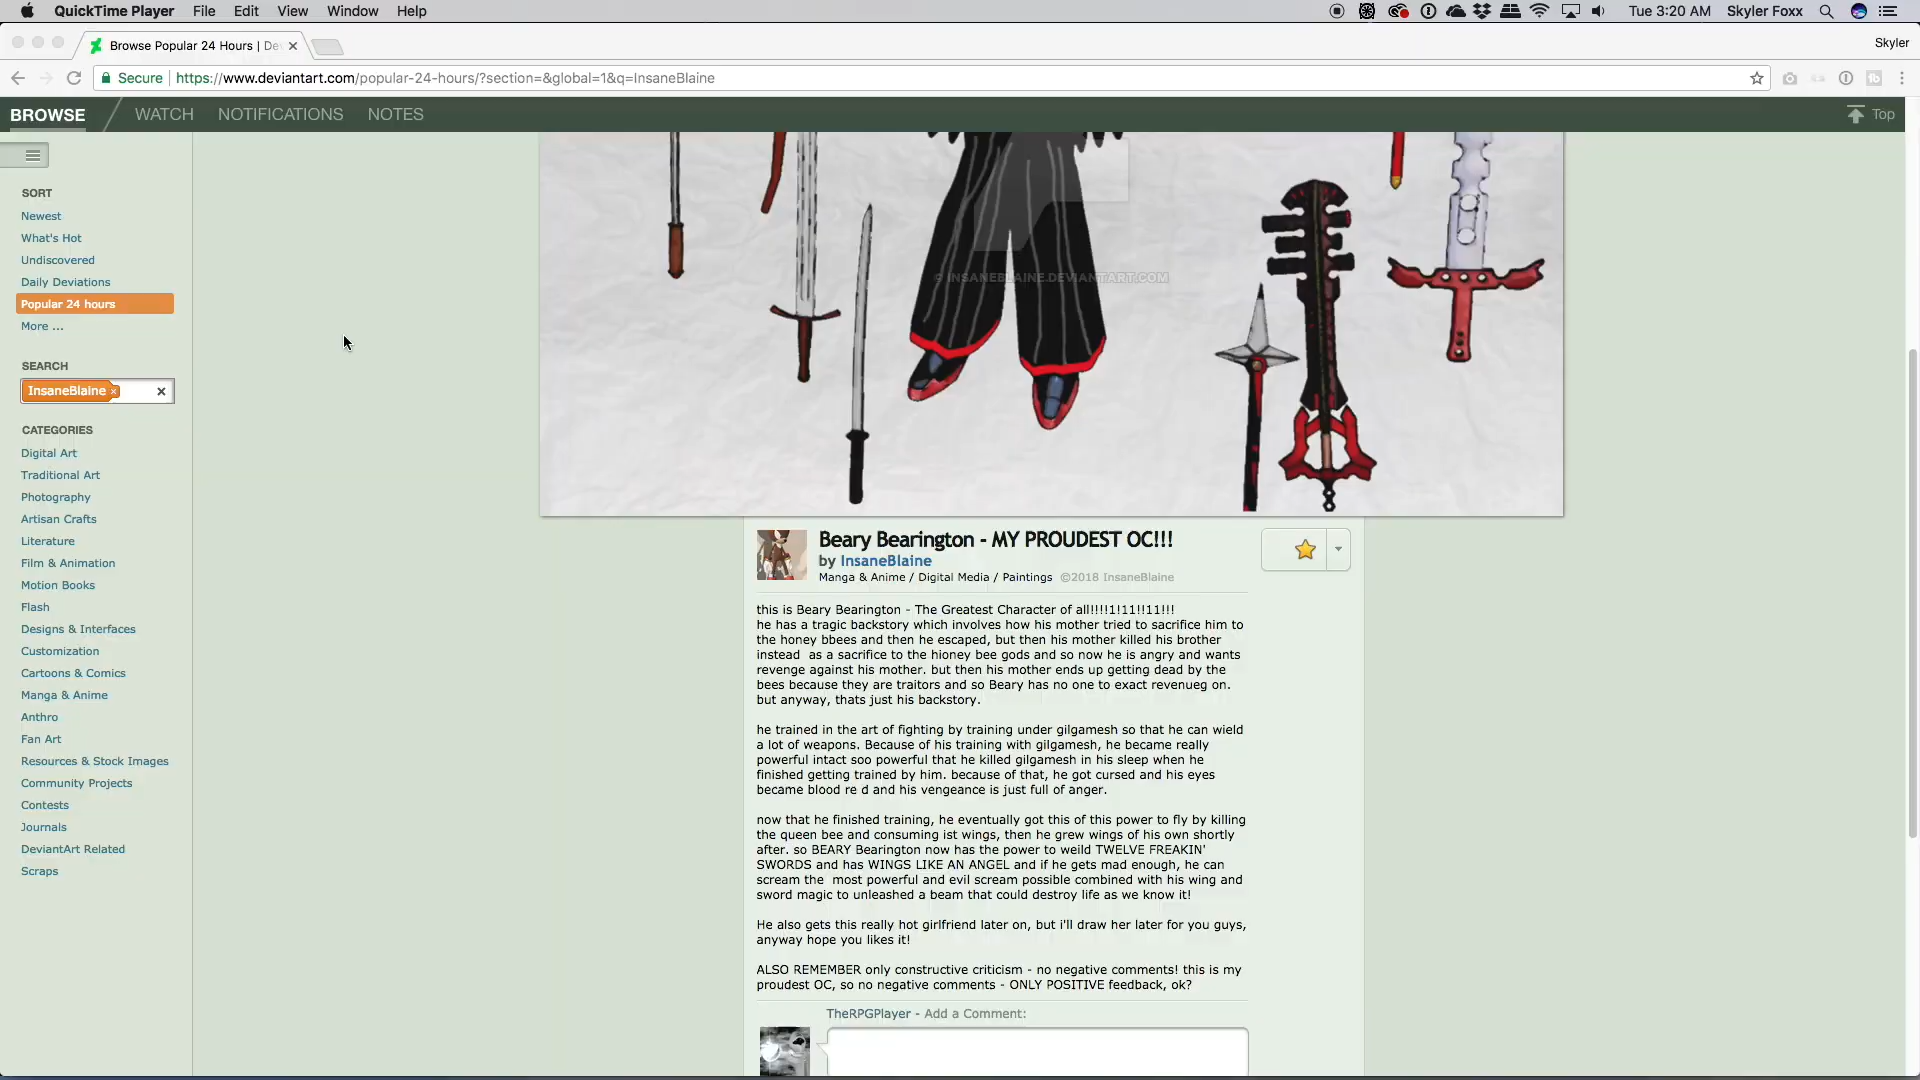 QuickTime Player File Edit View Window Help Tue 3:20 AM Skyler Foxx
Browse Popular 24 Hours | De
Skyler
Secure https://www.deviantart.com/popular-24-hours/?section=&global=1&q=InsaneBlaine
BROWSE WATCH NOTIFICATIONS NOTES Top
SORT
Newest
What's Hot
Undiscovered
Daily Deviations
Popular 24 hours
More ...
SEARCH
InsaneBlaine × ×
CATEGORIES
Digital Art
Traditional Art
Photography
Artisan Crafts
Literature
Film & Animation
Motion Books
Flash
Designs & Interfaces
Customization
Cartoons & Comics
Manga & Anime
Anthro
Fan Art
Resources & Stock Images
Community Projects
Contests
Journals
DeviantArt Related
Scraps
© INSANEBLAINE.DEVIANTART.COM
Beary Bearington - MY PROUDEST OC!!!
by InsaneBlaine
Manga & Anime / Digital Media / Paintings ©2018 InsaneBlaine
this is Beary Bearington - The Greatest Character of all!!!!1!11!!11!!!
he has a tragic backstory which involves how his mother tried to sacrifice him to
the honey bbees and then he escaped, but then his mother killed his brother
instead as a sacrifice to the hioney bee gods and so now he is angry and wants
revenge against his mother. but then his mother ends up getting dead by the
bees because they are traitors and so Beary has no one to exact revenueg on.
but anyway, thats just his backstory.
he trained in the art of fighting by training under gilgamesh so that he can wield
a lot of weapons. Because of his training with gilgamesh, he became really
powerful intact soo powerful that he killed gilgamesh in his sleep when he
finished getting trained by him. because of that, he got cursed and his eyes
became blood re d and his vengeance is just full of anger.
now that he finished training, he eventually got this of this power to fly by killing
the queen bee and consuming ist wings, then he grew wings of his own shortly
after. so BEARY Bearington now has the power to weild TWELVE FREAKIN'
SWORDS and has WINGS LIKE AN ANGEL and if he gets mad enough, he can
scream the most powerful and evil scream possible combined with his wing and
sword magic to unleashed a beam that could destroy life as we know it!
He also gets this really hot girlfriend later on, but i'll draw her later for you guys,
anyway hope you likes it!
ALSO REMEMBER only constructive criticism - no negative comments! this is my
proudest OC, so no negative comments - ONLY POSITIVE feedback, ok?
TheRPGPlayer - Add a Comment: